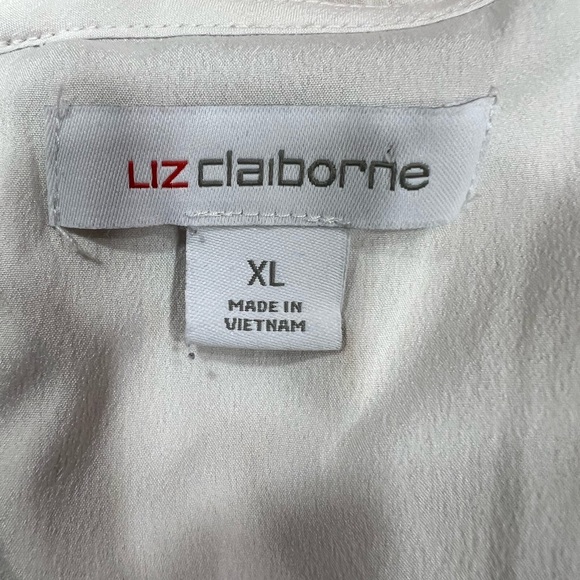 LIZ claiborne
XL
MADE IN
VIETNAM